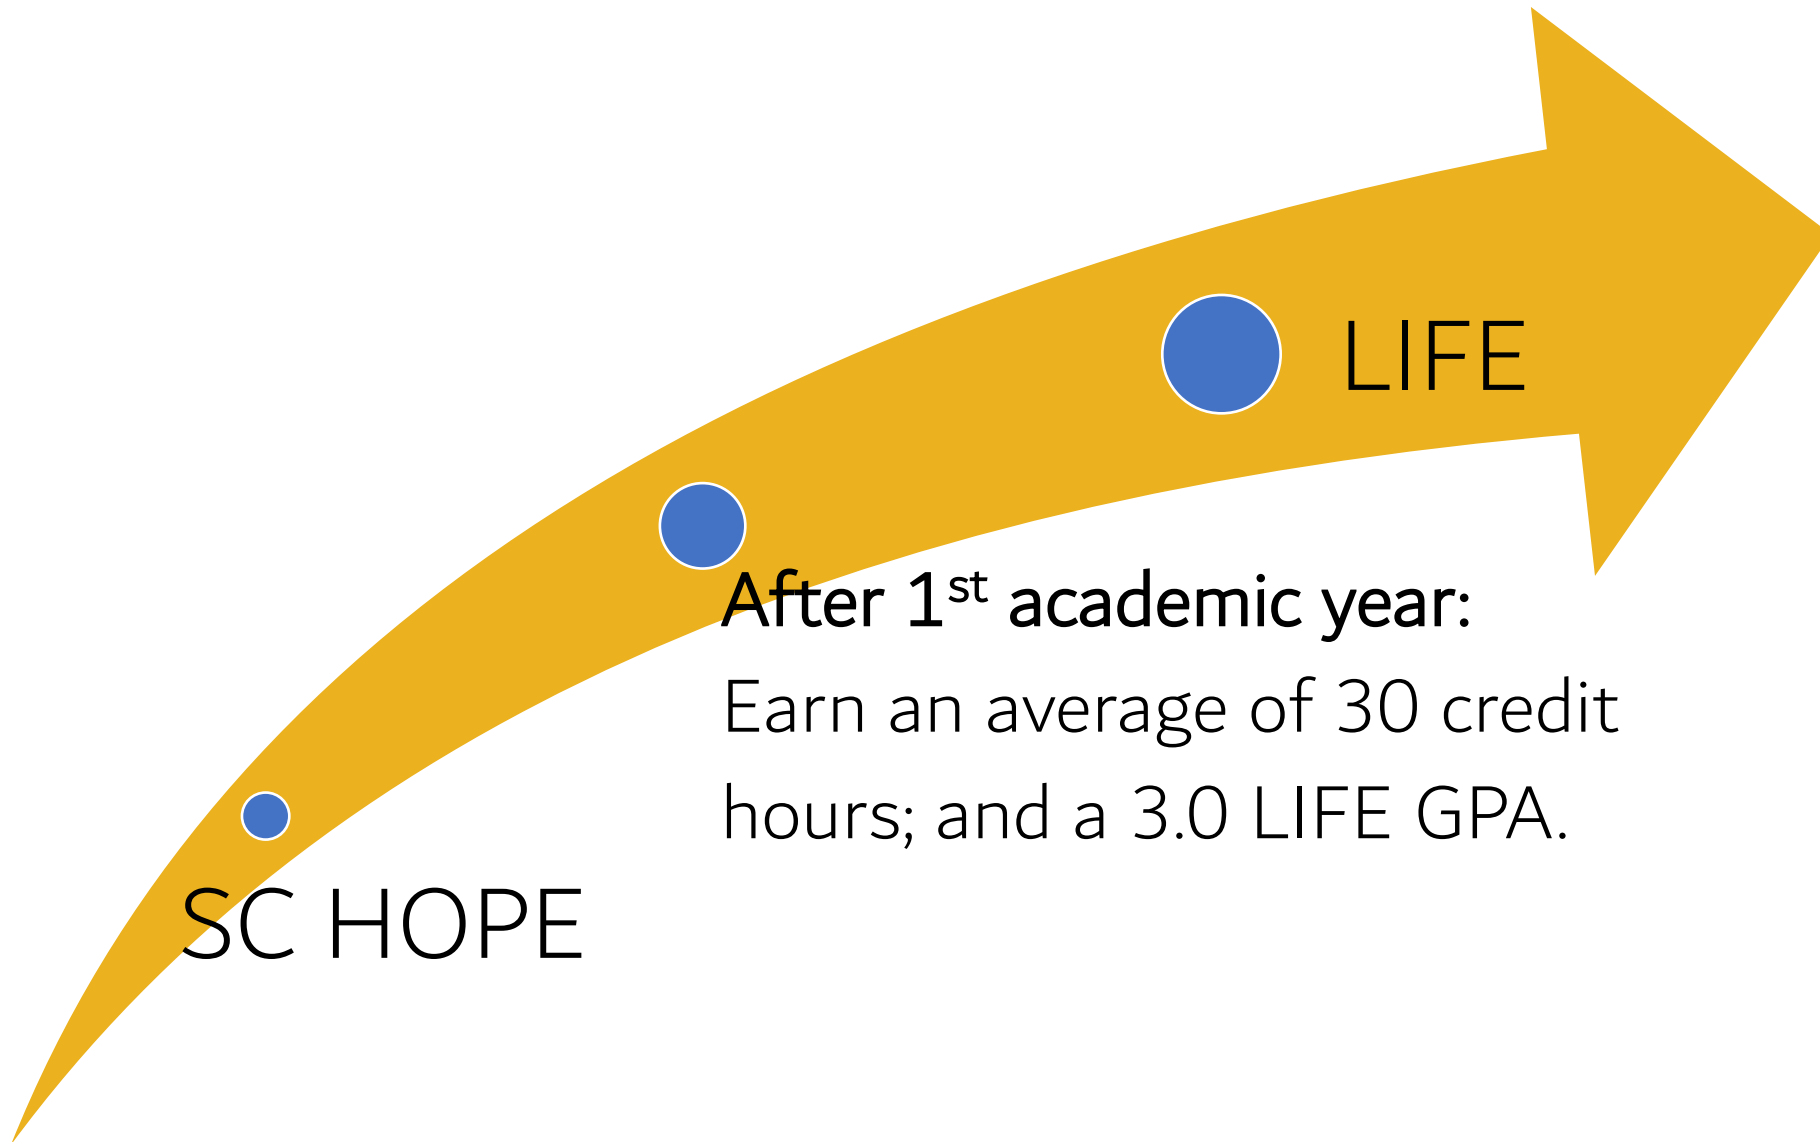 LIFE
After 1st academic year:
Earn an average of 30 credit
hours; and a 3.0 LIFE GPA.
SC HOPE